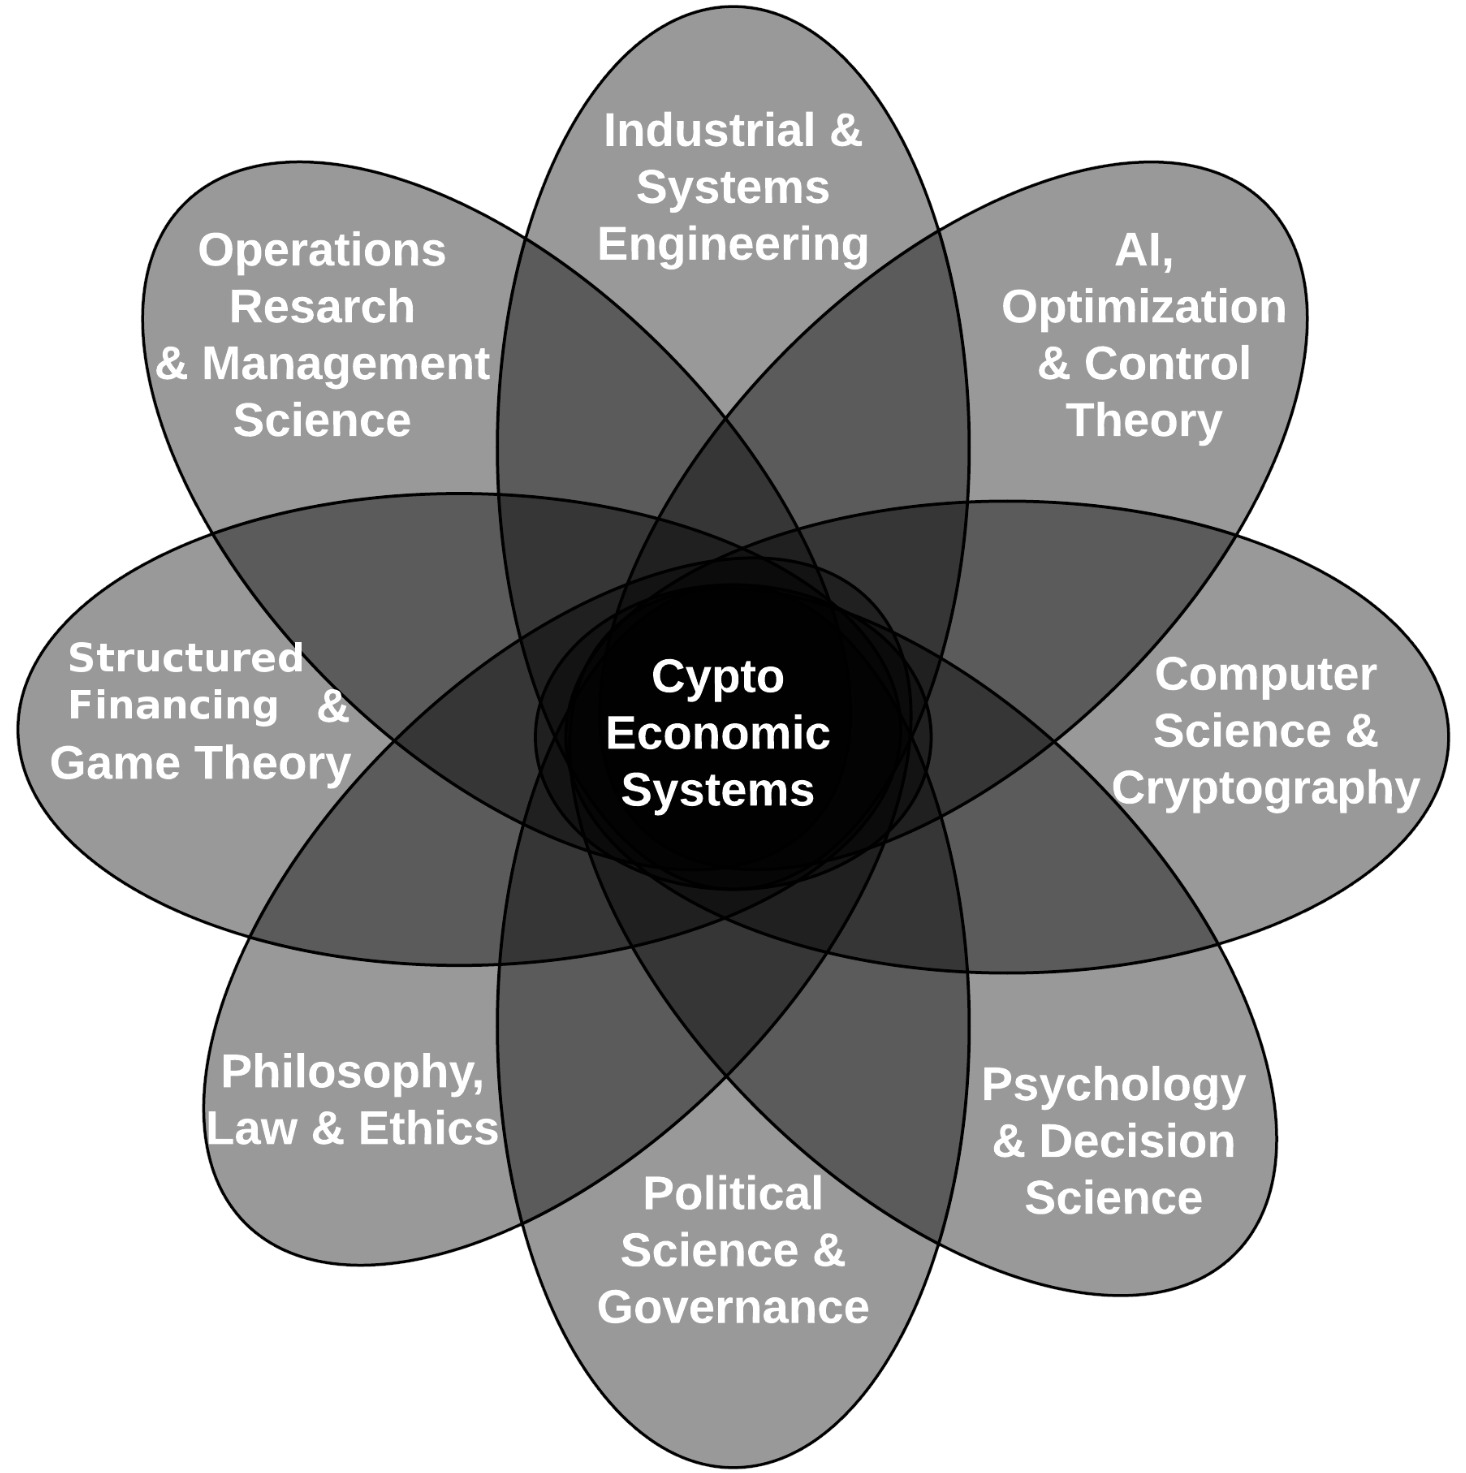 Industrial &
Systems
Engineering
Operations
Resarch
& Management
Science
AI,
Optimization
& Control
Theory
Structured
Financing &
Game Theory
Cypto
Economic
Systems
Computer
Science &
Cryptography
Philosophy,
Law & Ethics
Psychology
& Decision
Science
Political
Science &
Governance